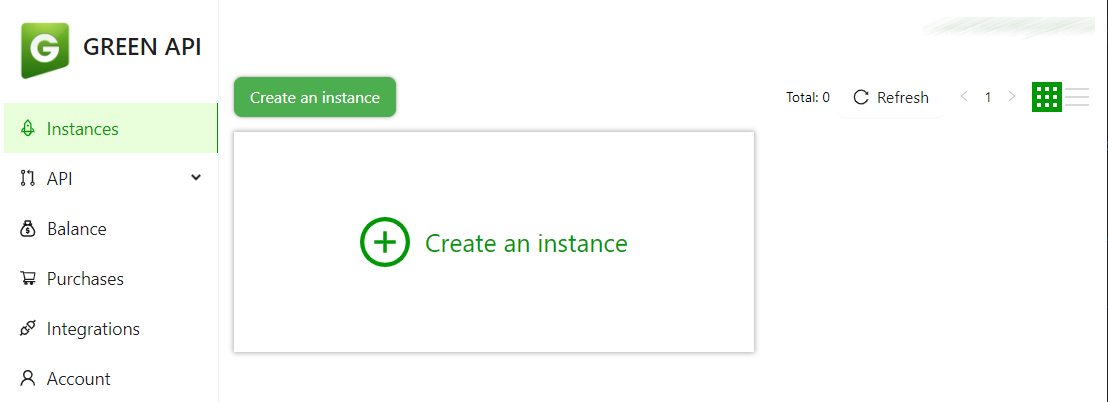 GREEN API
Create an instance
Total: 0
Refresh
1
Instances
API
Balance
Purchases
Integrations
Account
Create an instance